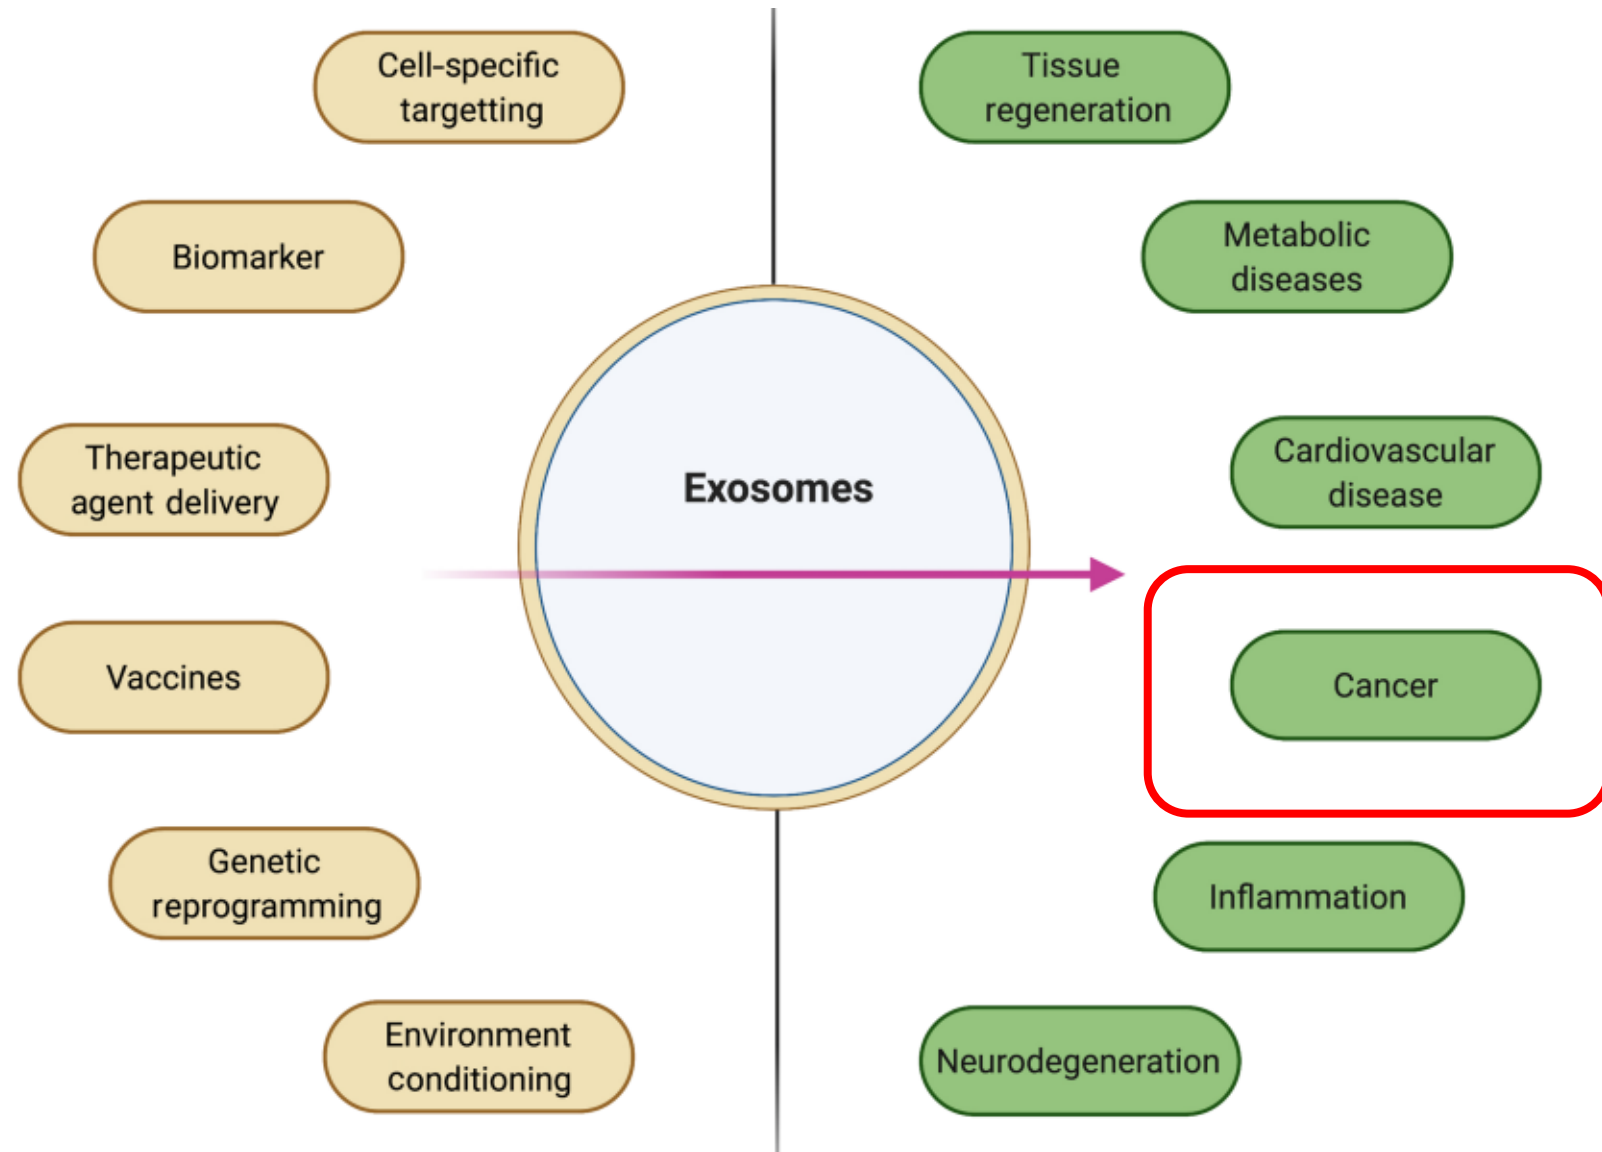 Cell-specific
targetting
Biomarker
Therapeutic
agent delivery
Vaccines
Genetic
reprogramming
Environment
conditioning
Exosomes
Tissue
regeneration
Metabolic
diseases
Cardiovascular
disease
Cancer
Inflammation
Neurodegeneration